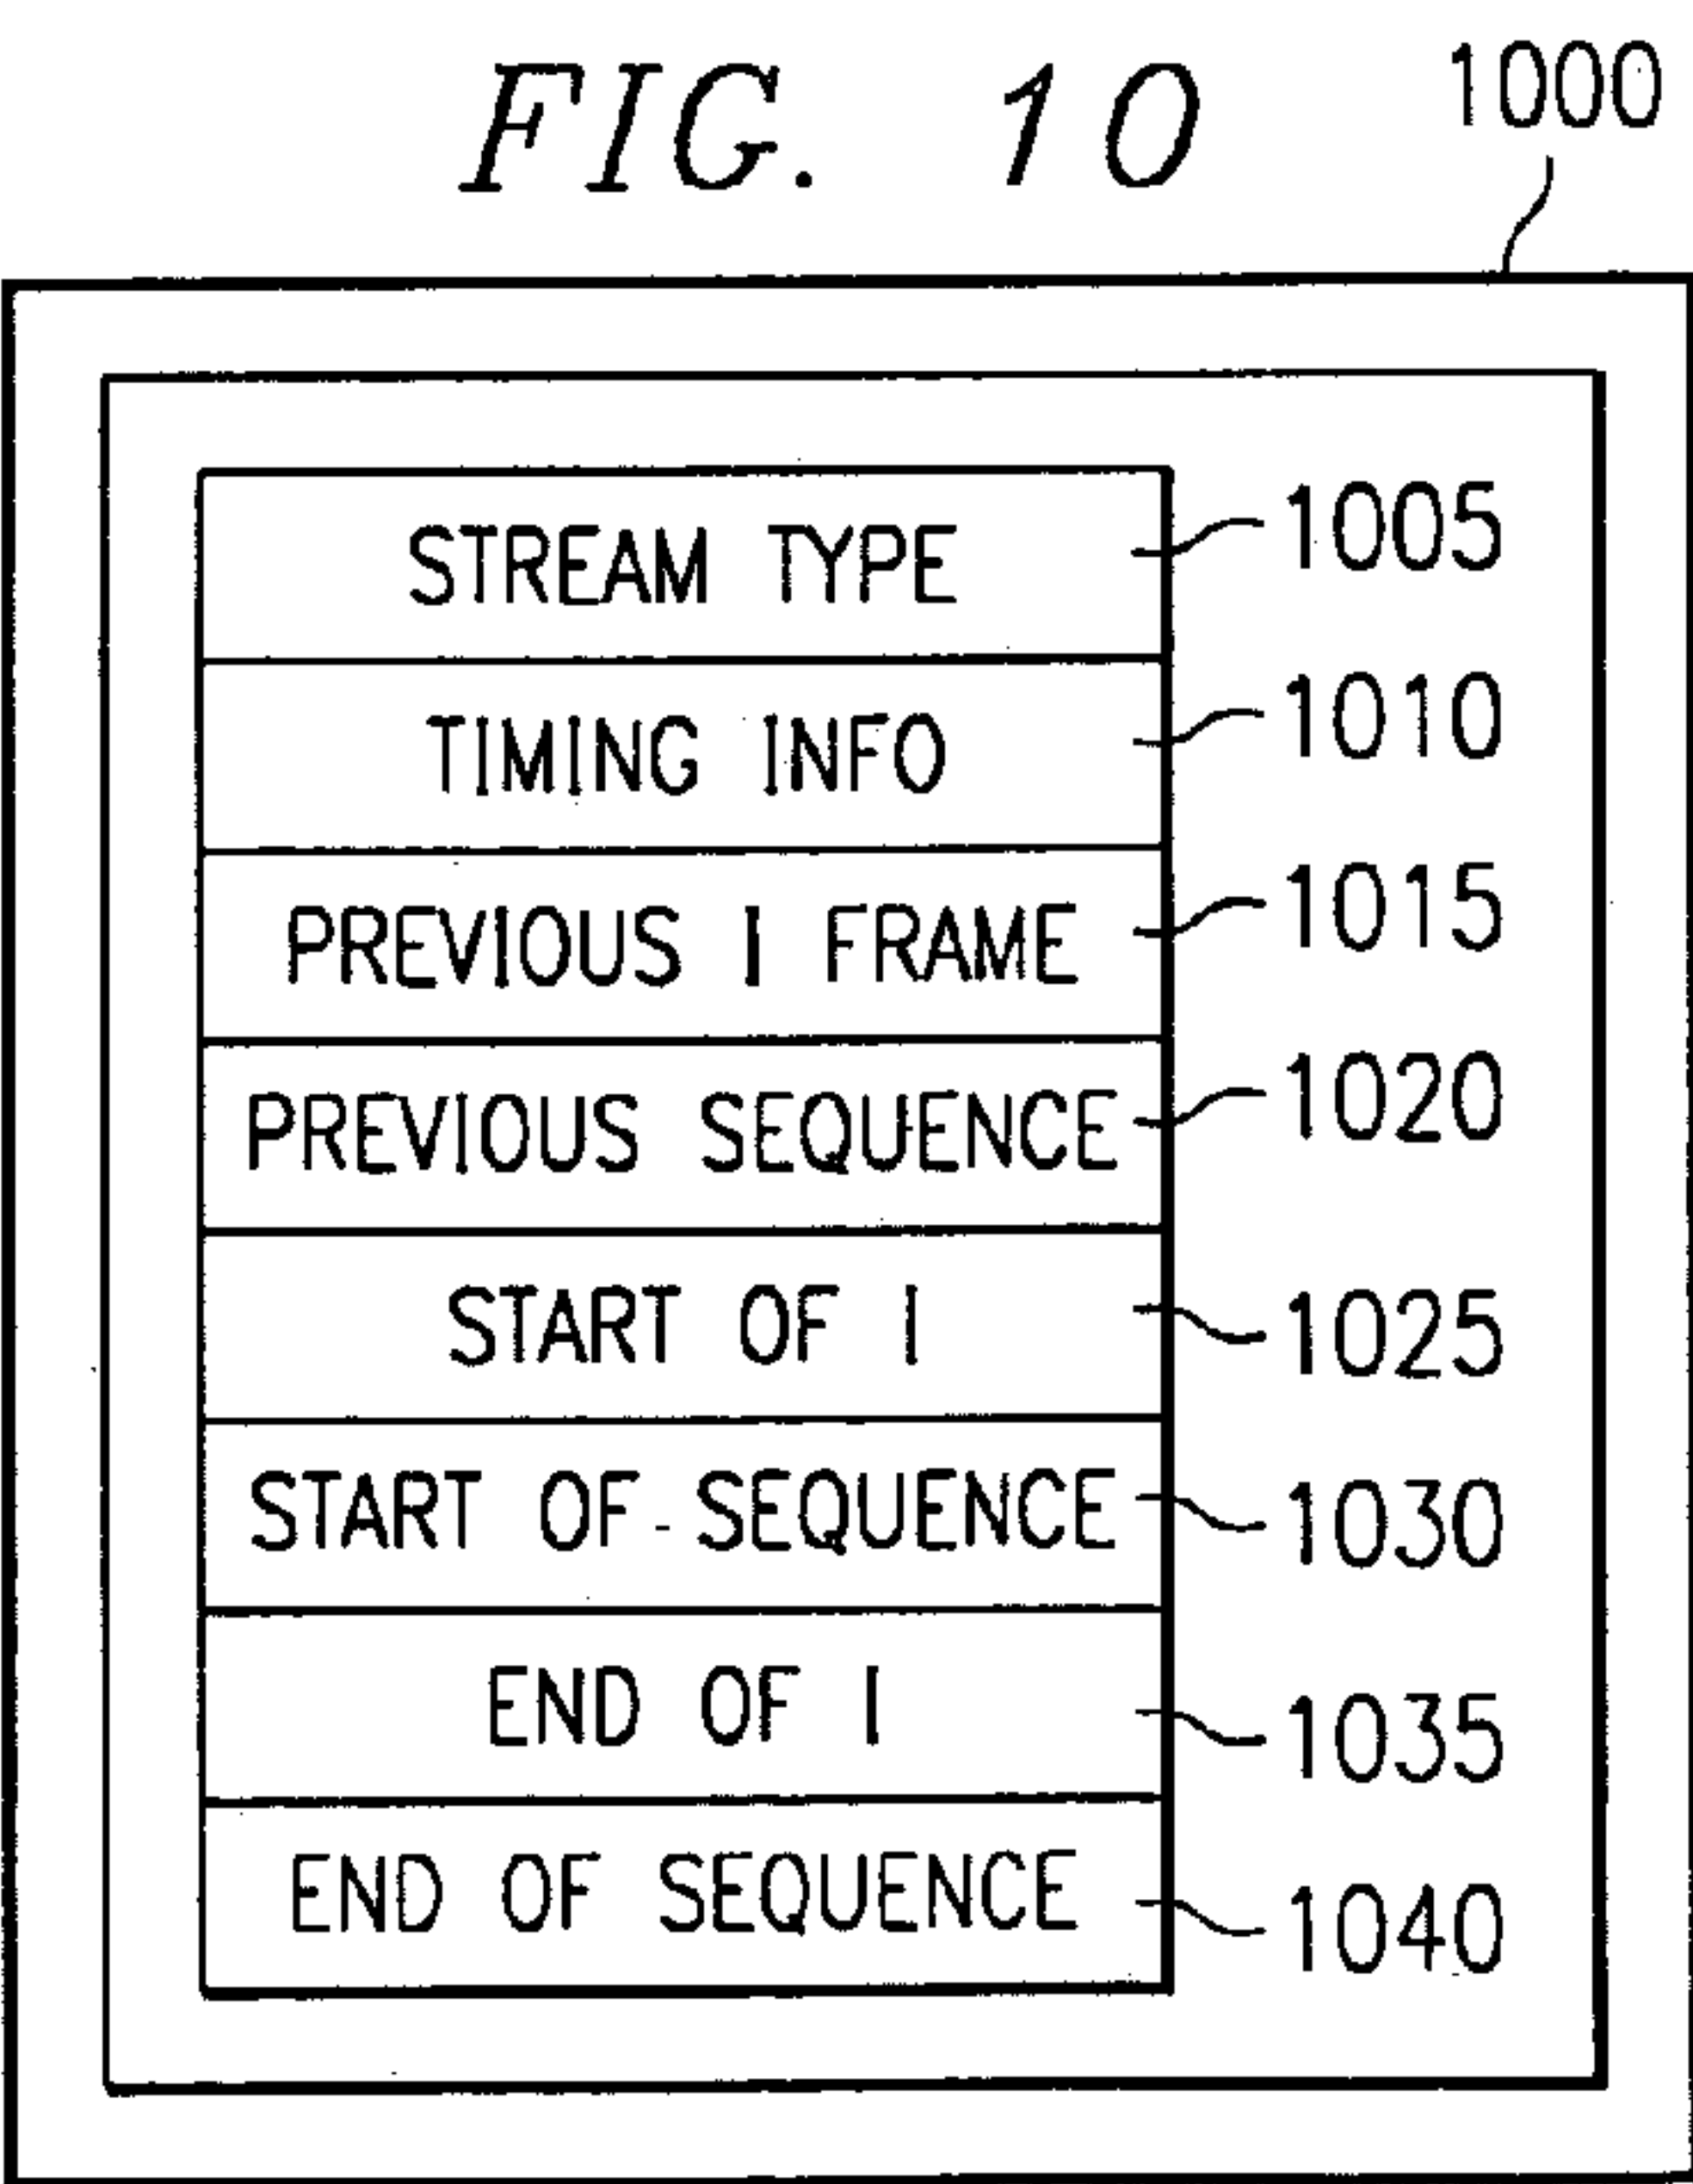 FIG. 10
1000
STREAM TYPE 1005
TIMING INFO 1010
PREVIOUS I FRAME 1015
PREVIOUS SEQUENCE 1020
START OF I 1025
START OF SEQUENCE 1030
END OF I 1035
END OF SEQUENCE 1040